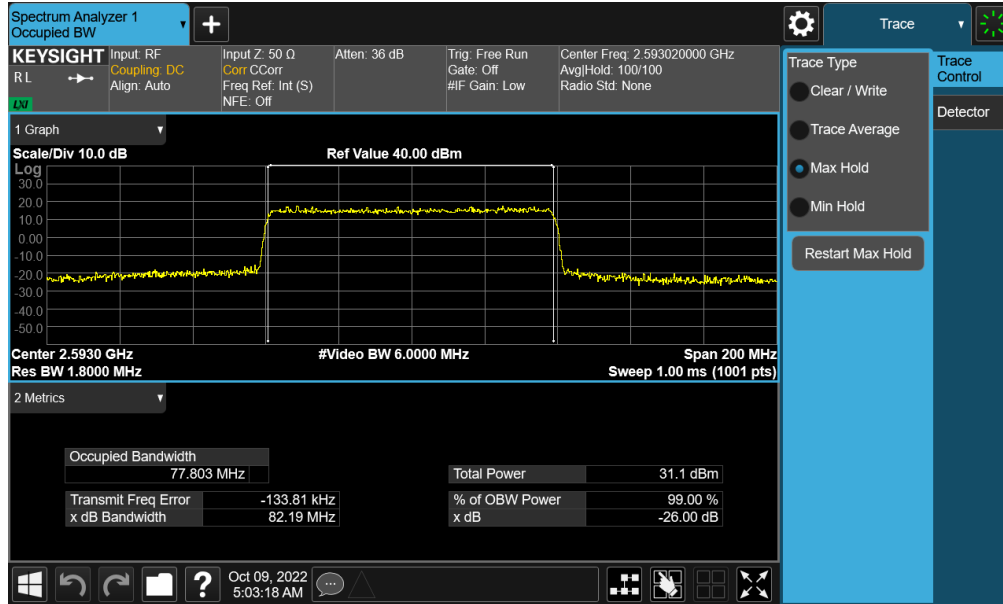 Spectrum Analyzer 1
Occupied BW
+
Trace
KEYSIGHT
RL
LXI
Input: RF
Coupling: DC
Align: Auto
Input Z: 50 Ω
Corr CCorr
Freq Ref: Int (S)
NFE: Off
Atten: 36 dB
Trig: Free Run
Gate: Off
#IF Gain: Low
Center Freq: 2.593020000 GHz
Avg|Hold: 100/100
Radio Std: None
Trace Type
Clear / Write
Trace Average
Max Hold
Min Hold
Restart Max Hold
Trace
Control
Detector
1 Graph
Scale/Div 10.0 dB
Ref Value 40.00 dBm
Log
30.0
20.0
10.0
0.00
-10.0
-20.0
-30.0
-40.0
-50.0
Center 2.5930 GHz
#Video BW 6.0000 MHz
Span 200 MHz
Res BW 1.8000 MHz
Sweep 1.00 ms (1001 pts)
2 Metrics
Occupied Bandwidth
77.803 MHz
Total Power 31.1 dBm
Transmit Freq Error -133.81 kHz
% of OBW Power 99.00 %
x dB Bandwidth 82.19 MHz
x dB -26.00 dB
?
Oct 09, 2022
5:03:18 AM